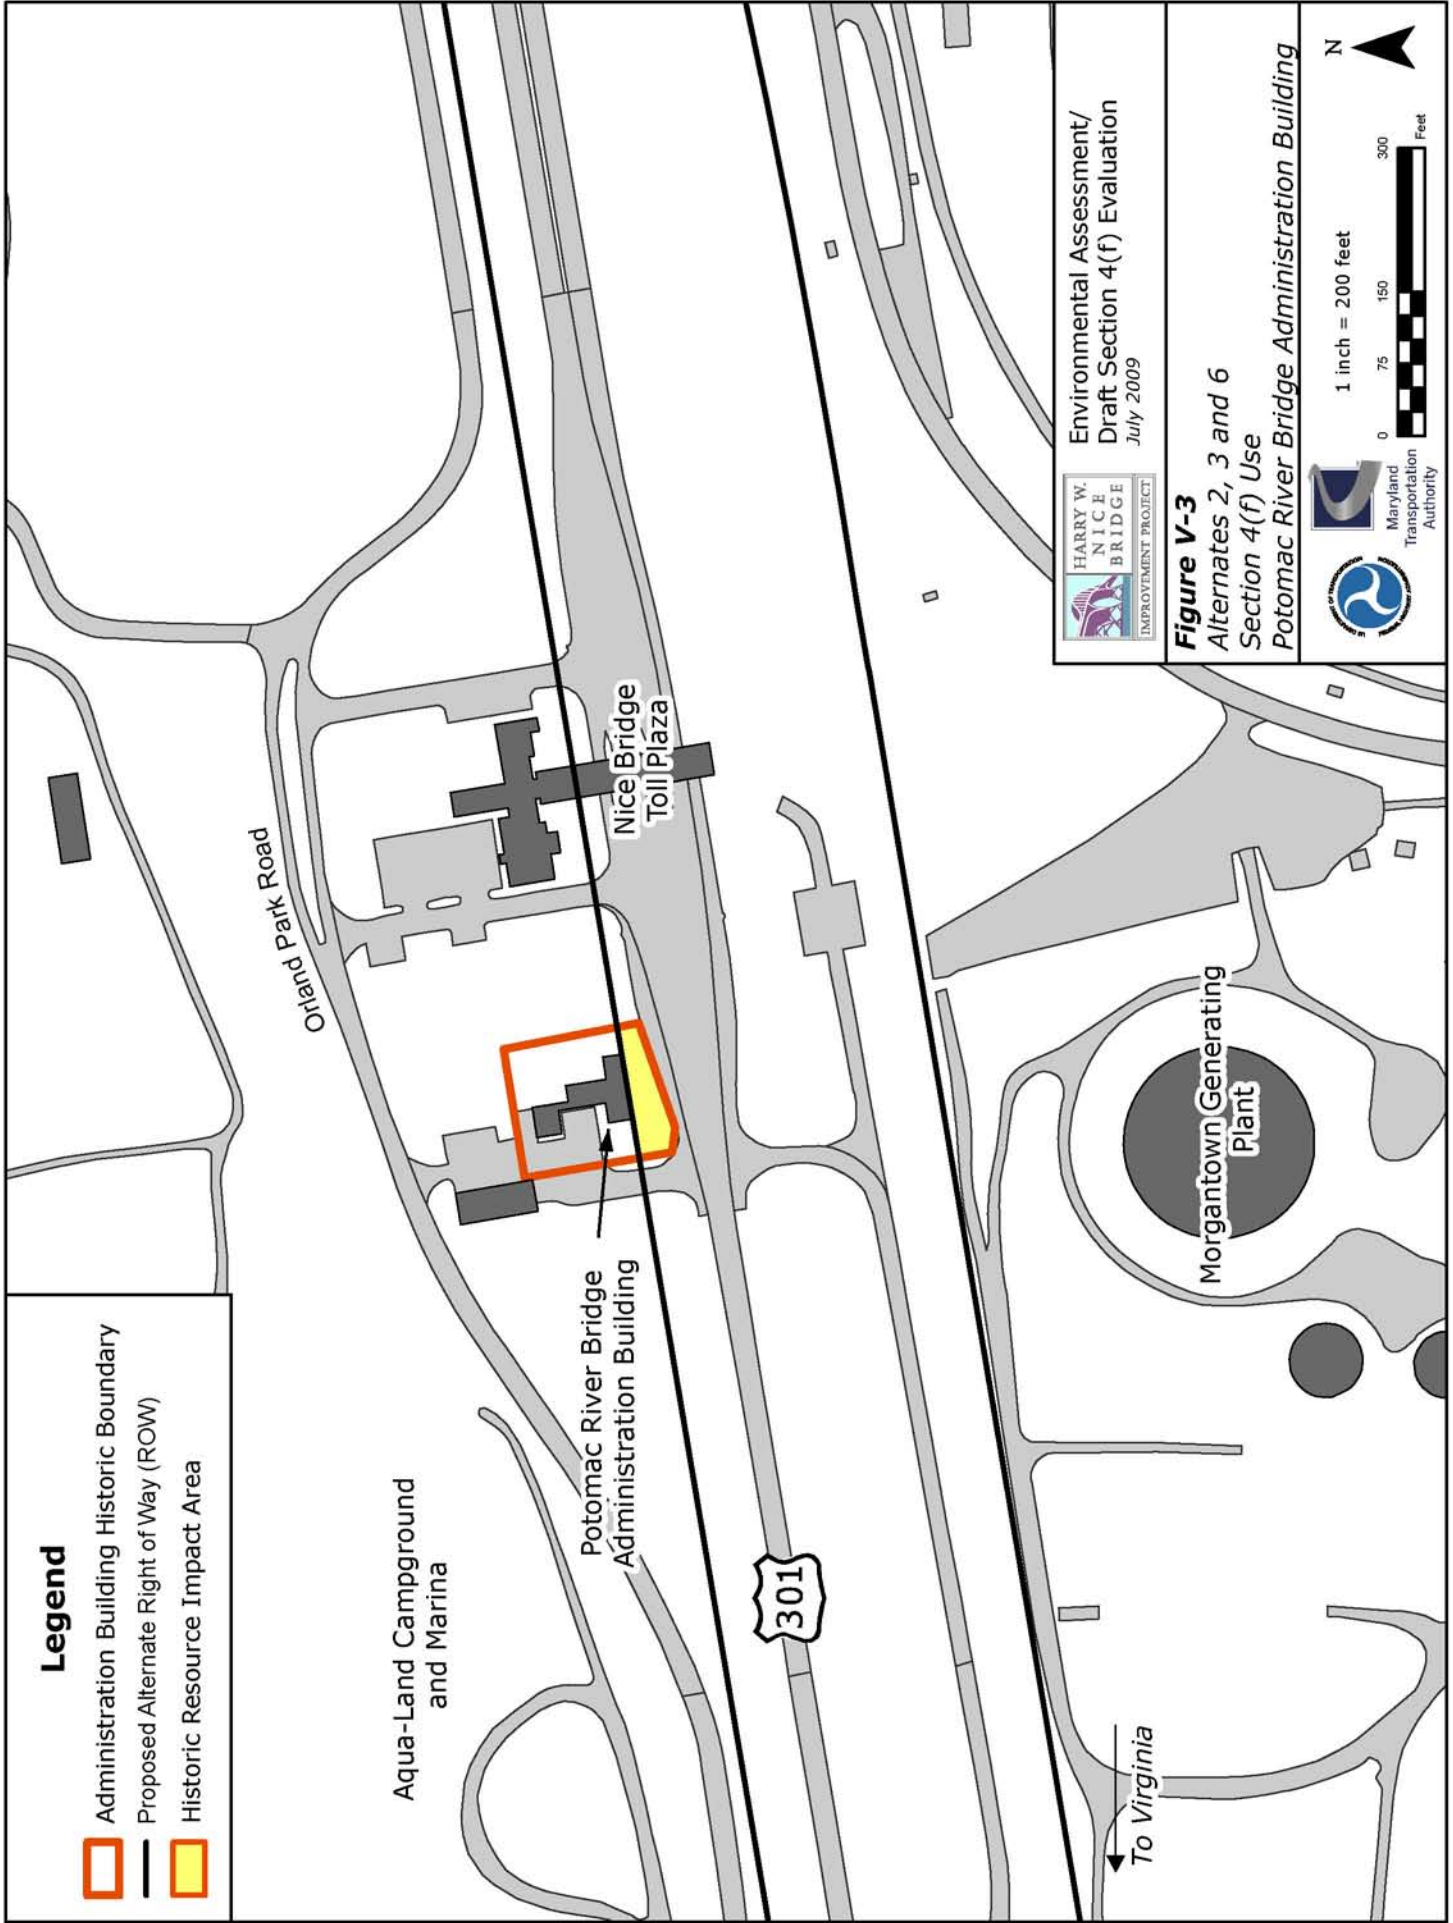 Legend
Administration Building Historic Boundary
Proposed Alternate Right of Way (ROW)
Historic Resource Impact Area
Orland Park Road
Aqua-Land Campground
and Marina
Potomac River Bridge
Administration Building
Nice Bridge
Toll Plaza
301
Morgantown Generating
Plant
To Virginia
HARRY W.
NICE
BRIDGE
IMPROVEMENT PROJECT
Environmental Assessment/
Draft Section 4(f) Evaluation
July 2009
Figure V-3
Alternates 2, 3 and 6
Section 4(f) Use
Potomac River Bridge Administration Building
Maryland
Transportation
Authority
1 inch = 200 feet
0 75 150 300
Feet
N